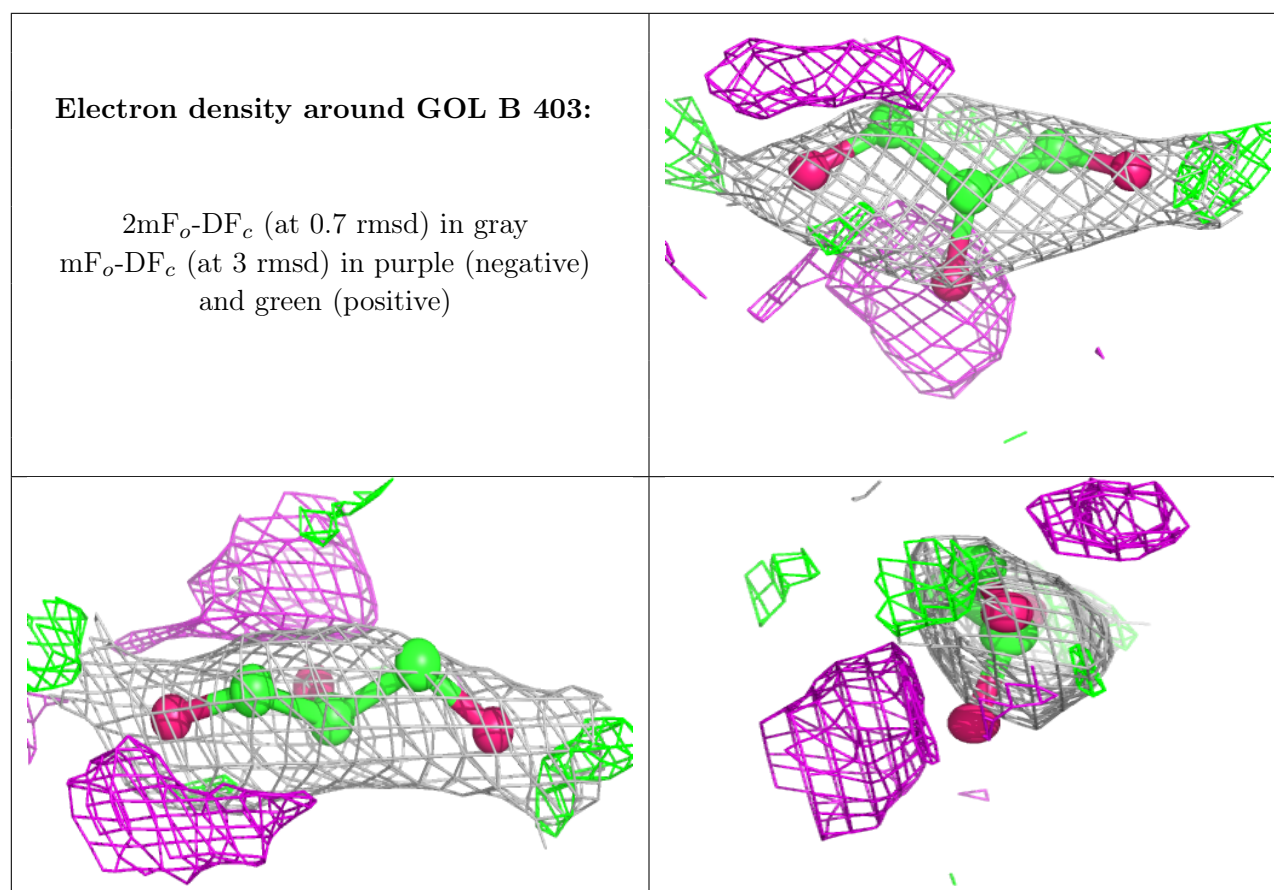 Electron density around GOL B 403:
2mFo-DFc (at 0.7 rmsd) in gray
mFo-DFc (at 3 rmsd) in purple (negative)
and green (positive)